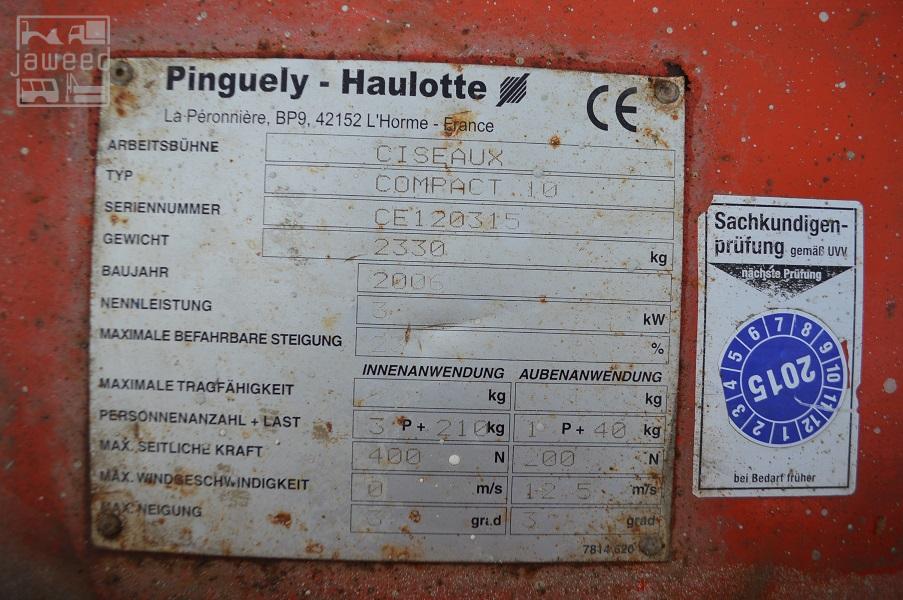 jaweed
Pinguely - Haulotte
CE
La Péronnière, BP9, 42152 L'Horme - France
ARBEITSBÜHNE CISEAUX
TYP COMPACT 10
SERIENNUMMER CE120315
GEWICHT 2330 kg
BAUJAHR 2006
NENNLEISTUNG 3 kW
MAXIMALE BEFAHRBARE STEIGUNG %
INNENANWENDUNG AUBENANWENDUNG
MAXIMALE TRAGFÄHIGKEIT kg kg
PERSONNENANZAHL + LAST 3 P + 210 kg 1 P + 40 kg
MAX. SEITLICHE KRAFT 400 N 200 N
MAX. WINDGESCHWINDIGKEIT 0 m/s 12.5 m/s
MAX. NEIGUNG grad 3 grad
7814 620
Sachkundigen-
prüfung gemäß UVV
nächste Prüfung
1 2 3 4 5 6 7 8 9 10 11 12
2015
bei Bedarf früher